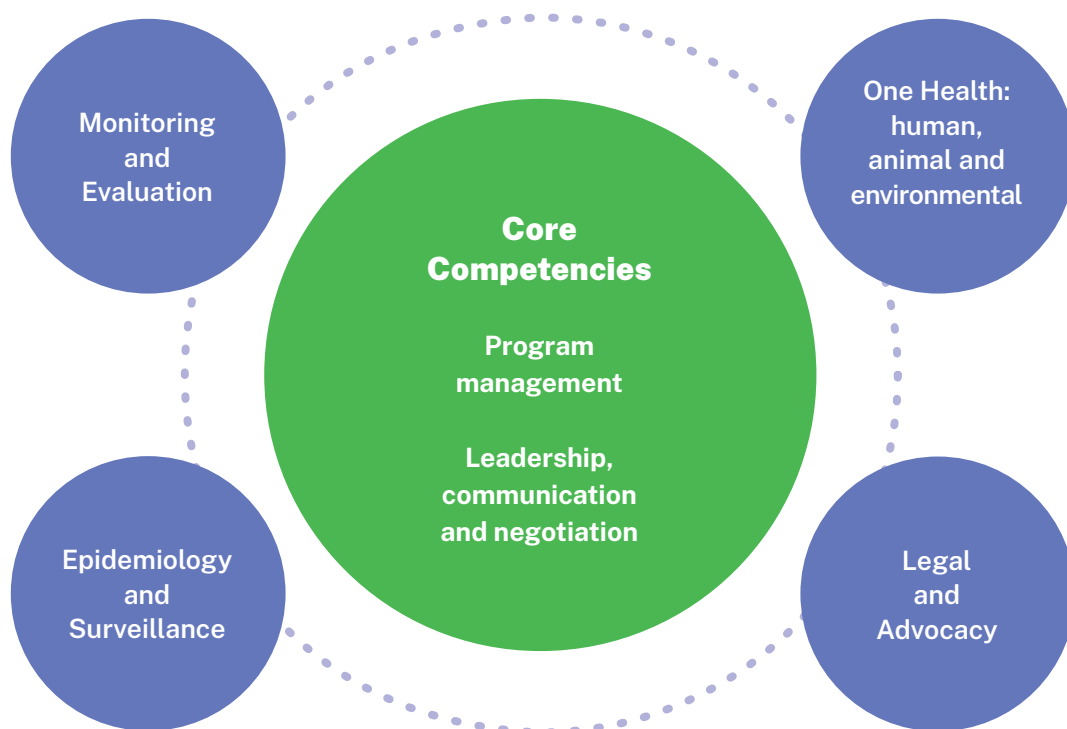 Monitoring
and
Evaluation
One Health:
human,
animal and
environmental
Core
Competencies
Program
management
Leadership,
communication
and negotiation
Epidemiology
and
Surveillance
Legal
and
Advocacy